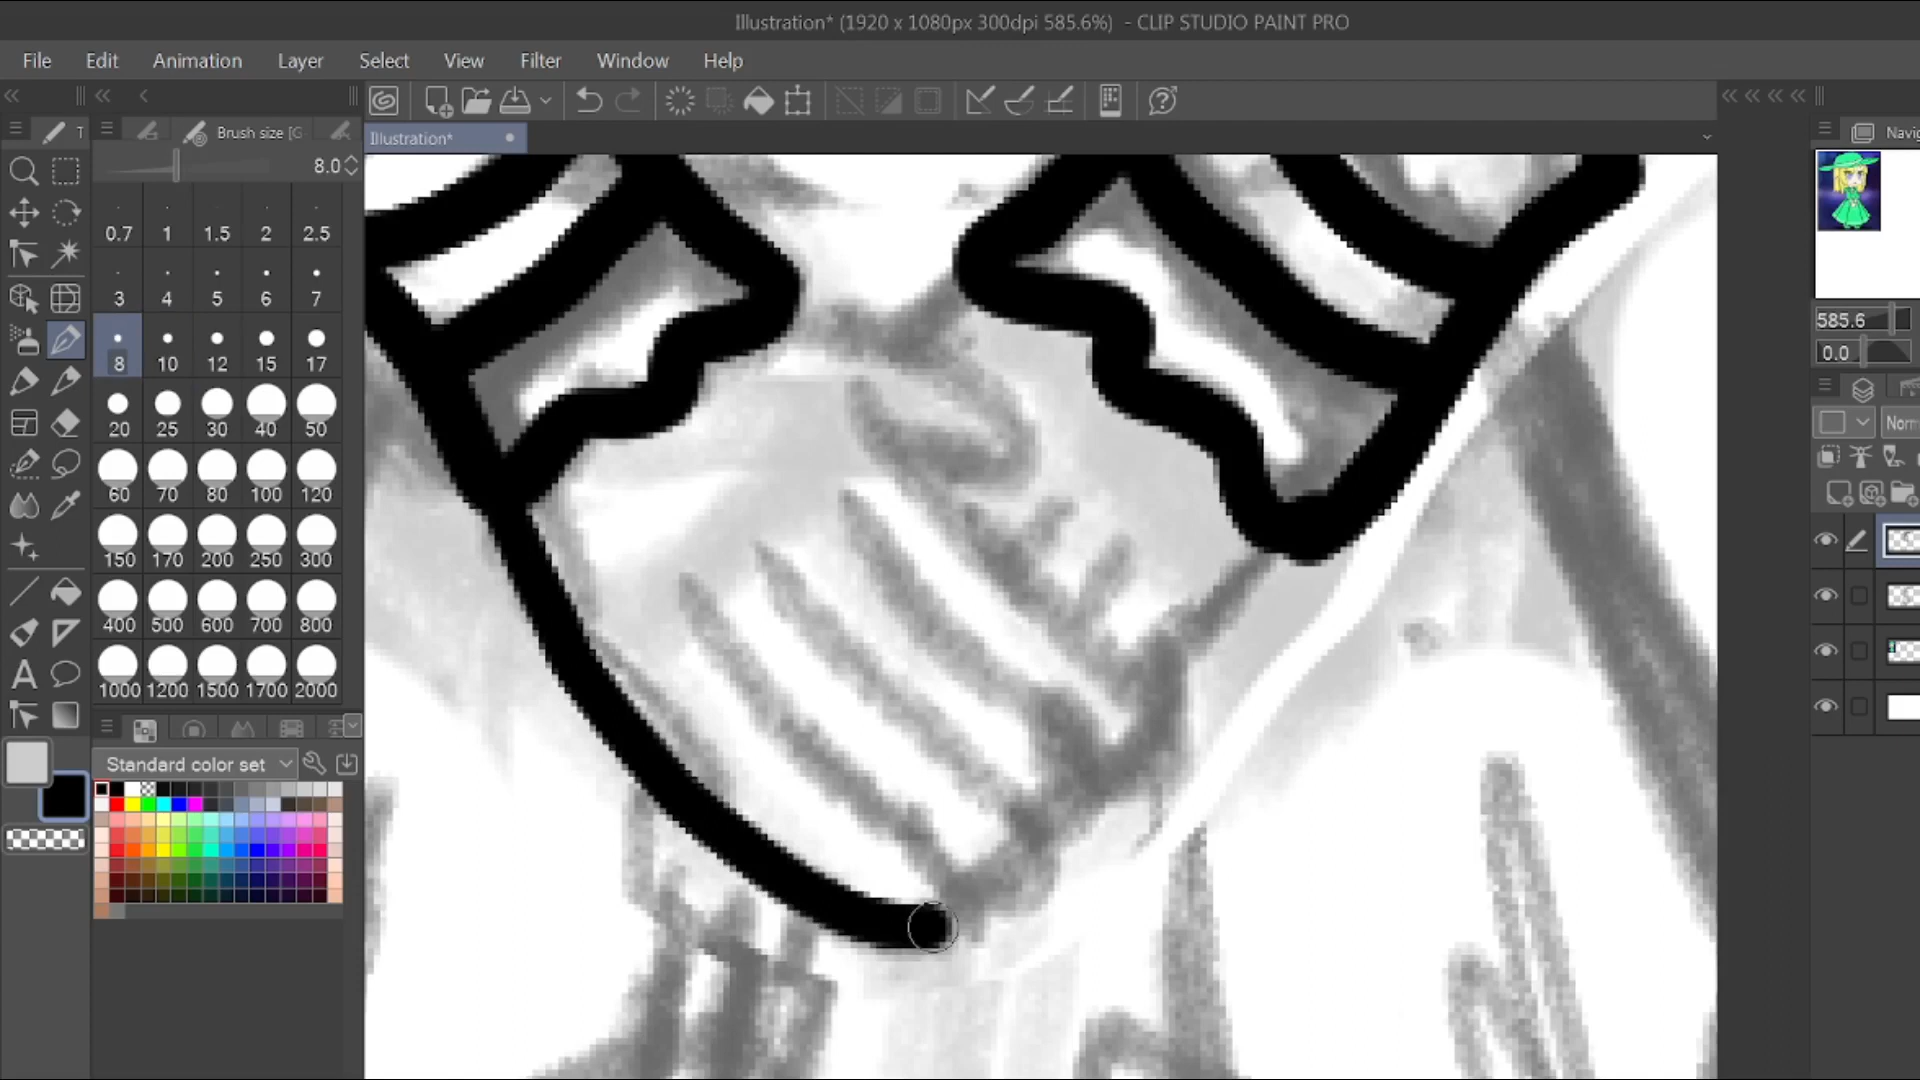 Illustration* (1920 x 1080px 300dpi 585.6%) - CLIP STUDIO PAINT PRO
File Edit Animation Layer Select View Filter Window Help
T Brush size [G Navig
Illustration*
8.0
0.7 1 1.5 2 2.5
3 4 5 6 7
8 10 12 15 17
20 25 30 40 50
60 70 80 100 120
150 170 200 250 300
400 500 600 700 800
1000 1200 1500 1700 2000
585.6
0.0
Norm
Standard color set